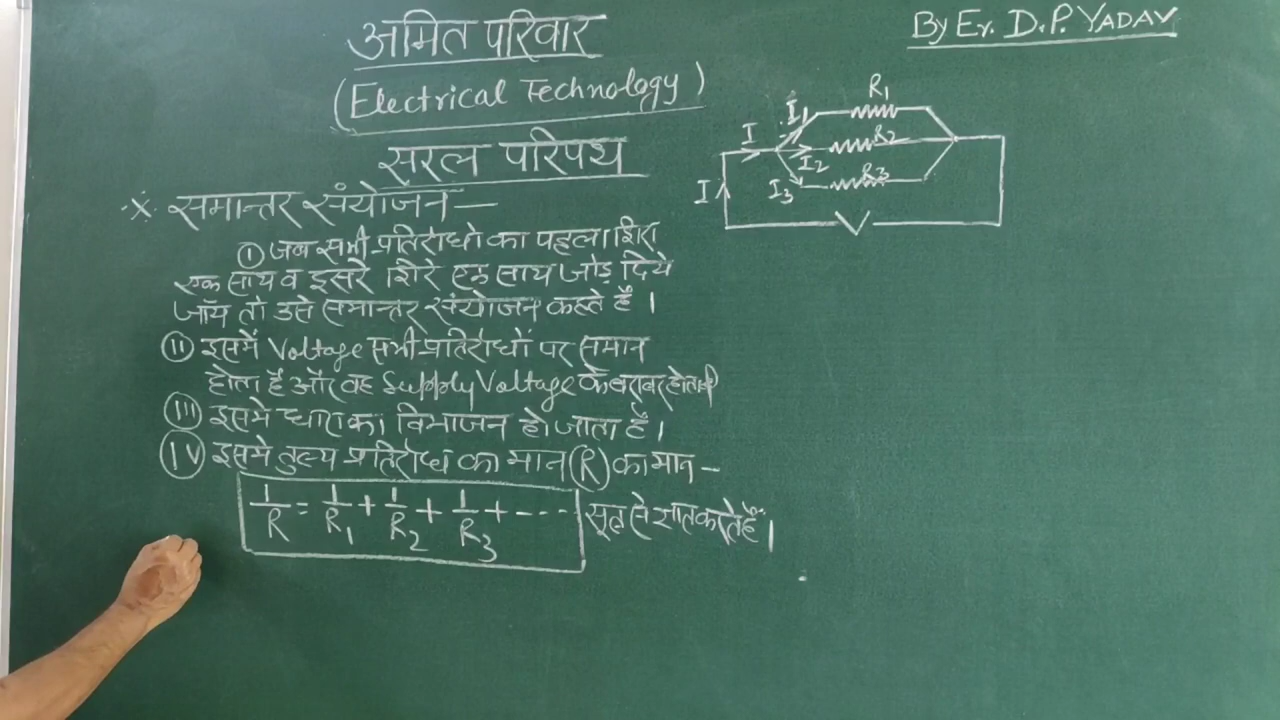 अमित परिवार
By Er. D.P. YADAV
(Electrical Technology)
सरल परिपथ
× समान्तर संयोजन—
① जब सभी प्रतिरोधो का पहला शिरा
एक साथ व दूसरे शिरे एक साथ जोड़ दिये
जॉय तो उसे समान्तर संयोजन कहते हैं ।
(II) इसमें Voltage सभी प्रतिरोधों पर समान
होता है और वह Supply Voltage के बराबर होता है
(III) इसमे धारा का विभाजन हो जाता है ।
(IV) इसमे तुल्य प्रतिरोध का मान (R) का मान –
1/R = 1/R₁ + 1/R₂ + 1/R₃ + ---- सूत्र से ज्ञात करते हैं ।
R₁
I₁
I
R₂
I₂
R₃
I₃
I
V